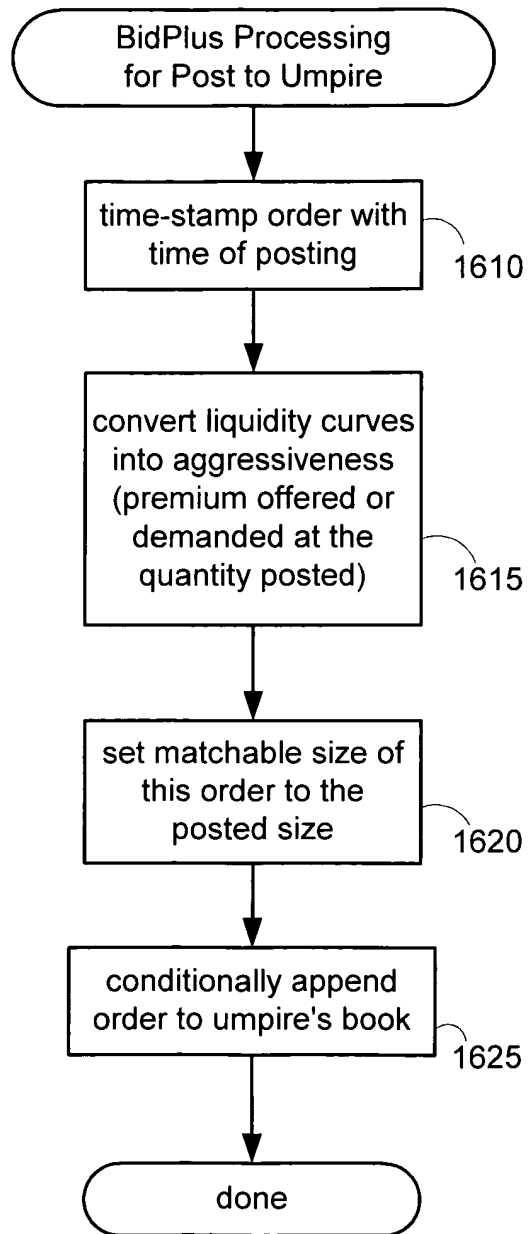 BidPlus Processing
for Post to Umpire
time-stamp order with
time of posting
1610
convert liquidity curves
into aggressiveness
(premium offered or
demanded at the
quantity posted)
1615
set matchable size of
this order to the
posted size
1620
conditionally append
order to umpire's book
1625
done